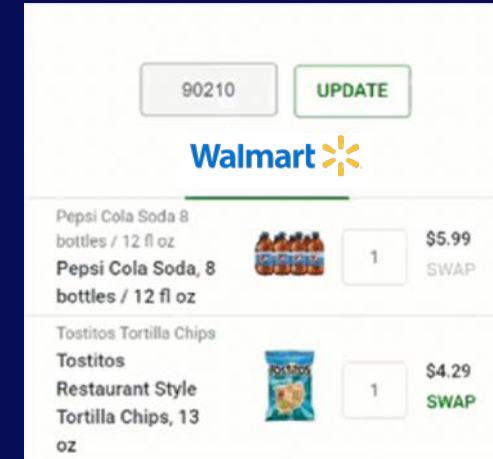 90210
UPDATE
Walmart
Pepsi Cola Soda 8
bottles / 12 fl oz
Pepsi Cola Soda, 8
bottles / 12 fl oz
1
$5.99
SWAP
Tostitos Tortilla Chips
Tostitos
Restaurant Style
Tortilla Chips, 13
oz
TOSTITOS
1
$4.29
SWAP